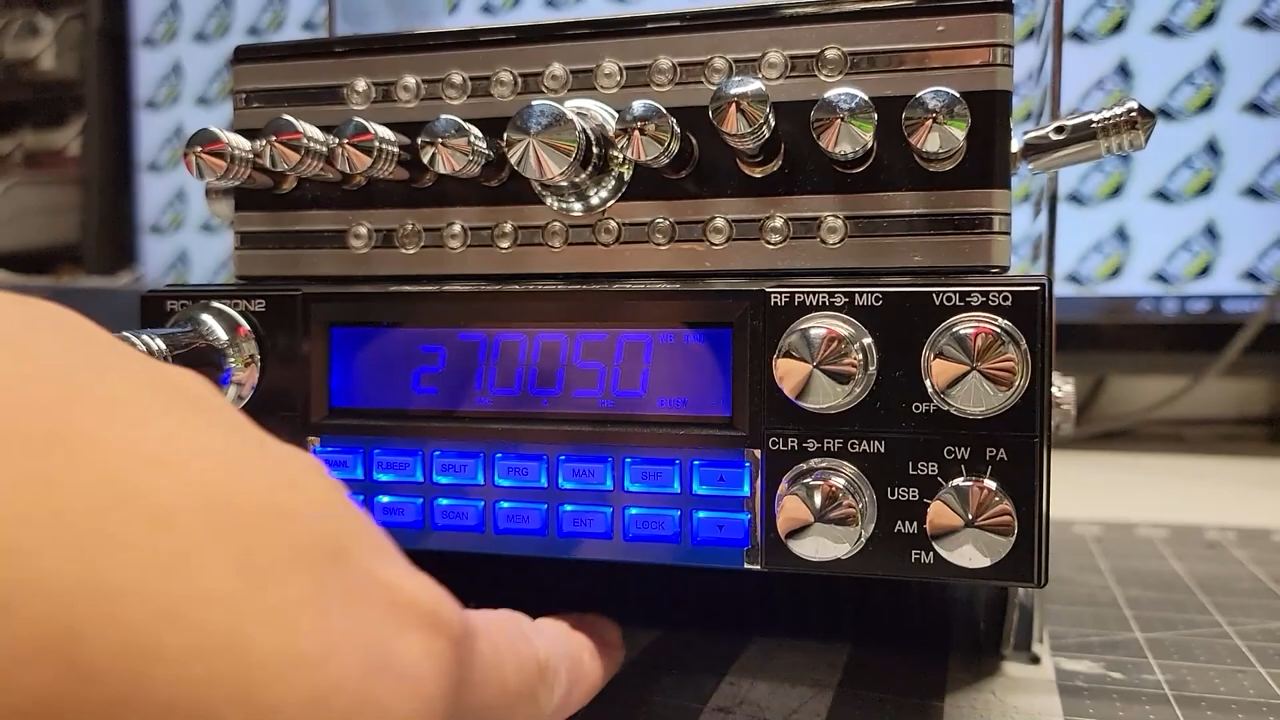 RF PWR MIC
VOL SQ
270050
BUSY
OFF
CLR RF GAIN
CW PA
LSB
USB
AM
FM
R.BEEP SPLIT PRG MAN SHF ▲
SWR SCAN MEM ENT LOCK ▼